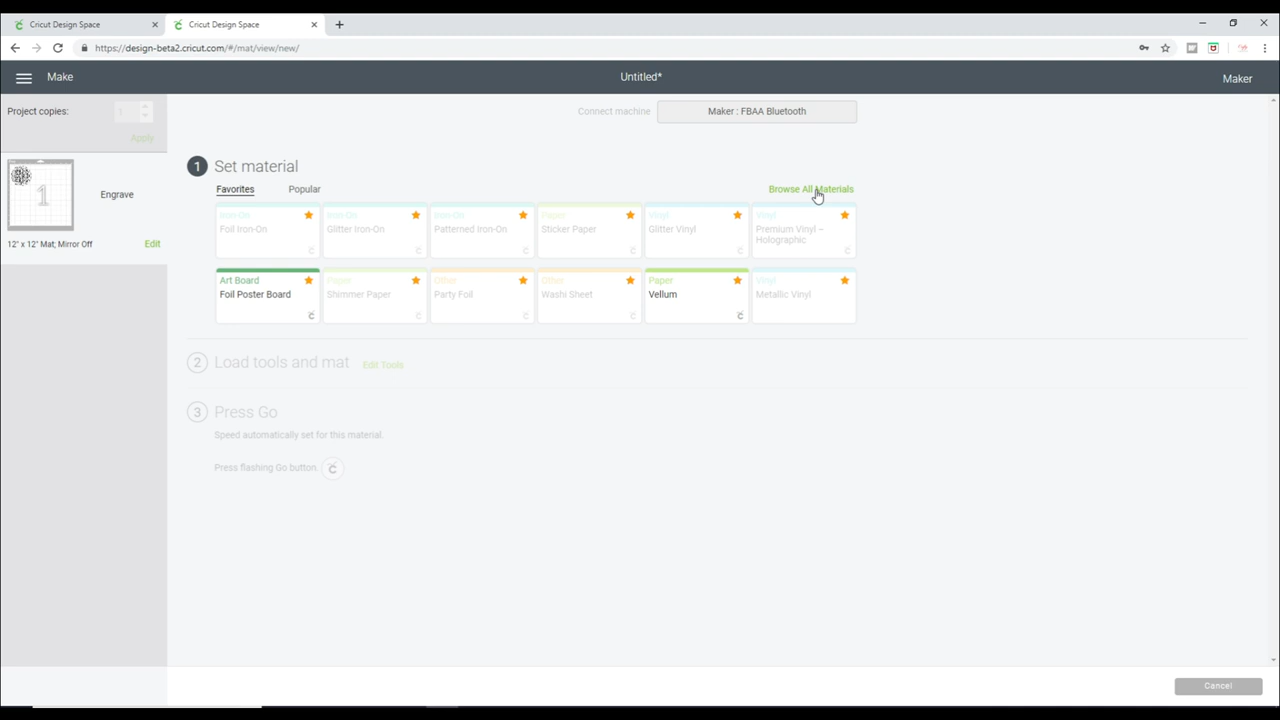 Cricut Design Space
Cricut Design Space
https://design-beta2.cricut.com/#/mat/view/new/
Make
Untitled*
Maker
Project copies:
1
Apply
Connect machine
Maker : FBAA Bluetooth
1
Engrave
12" x 12" Mat; Mirror Off
Edit
1 Set material
Favorites
Popular
Browse All Materials
Iron-On
Foil Iron-On
Iron-On
Glitter Iron-On
Iron-On
Patterned Iron-On
Paper
Sticker Paper
Vinyl
Glitter Vinyl
Vinyl
Premium Vinyl –
Holographic
Art Board
Foil Poster Board
Paper
Shimmer Paper
Other
Party Foil
Other
Washi Sheet
Paper
Vellum
Vinyl
Metallic Vinyl
2 Load tools and mat Edit Tools
3 Press Go
Speed automatically set for this material.
Press flashing Go button.
Cancel